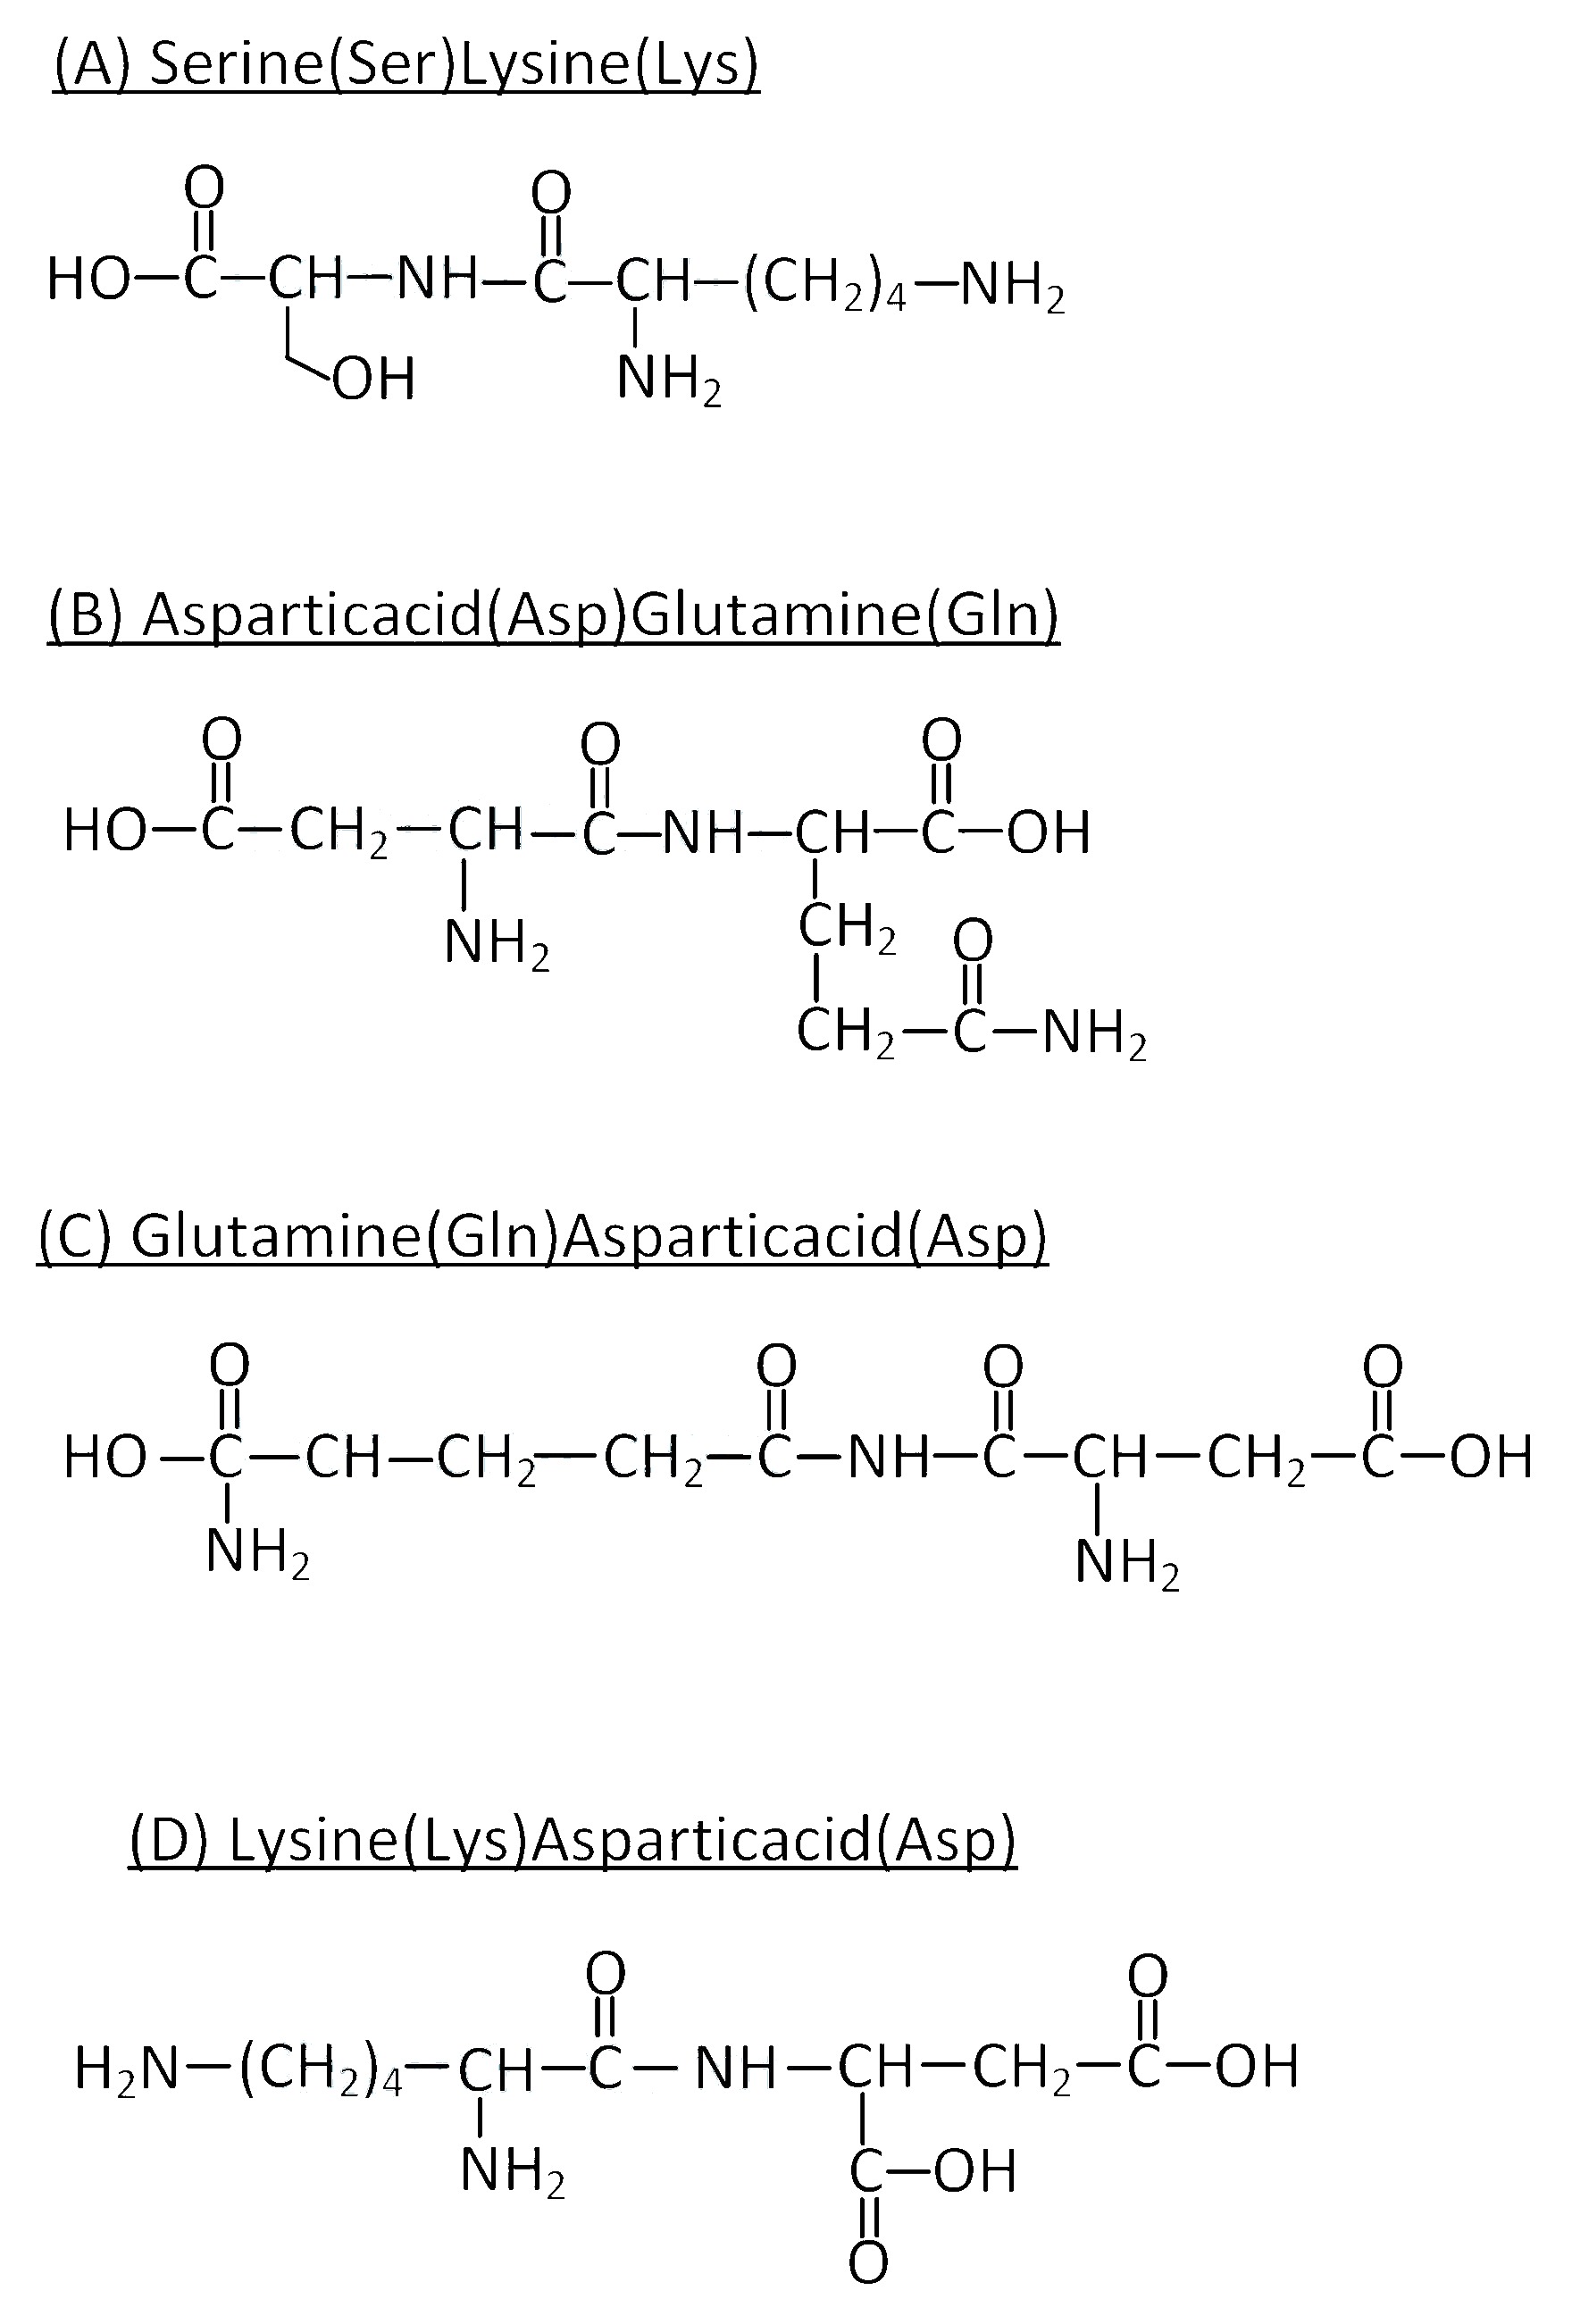 (A) Serine(Ser)Lysine(Lys)
O O
HO C CH NH C CH (CH₂)₄ NH₂
OH NH₂
(B) Asparticacid(Asp)Glutamine(Gln)
O O O
HO C CH₂ CH C NH CH C OH
NH₂ CH₂ O
CH₂ C NH₂
(C) Glutamine(Gln)Asparticacid(Asp)
O O O O
HO C CH CH₂ CH₂ C NH C CH CH₂ C OH
NH₂ NH₂
(D) Lysine(Lys)Asparticacid(Asp)
O O
H₂N (CH₂)₄ CH C NH CH CH₂ C OH
NH₂ C OH
O